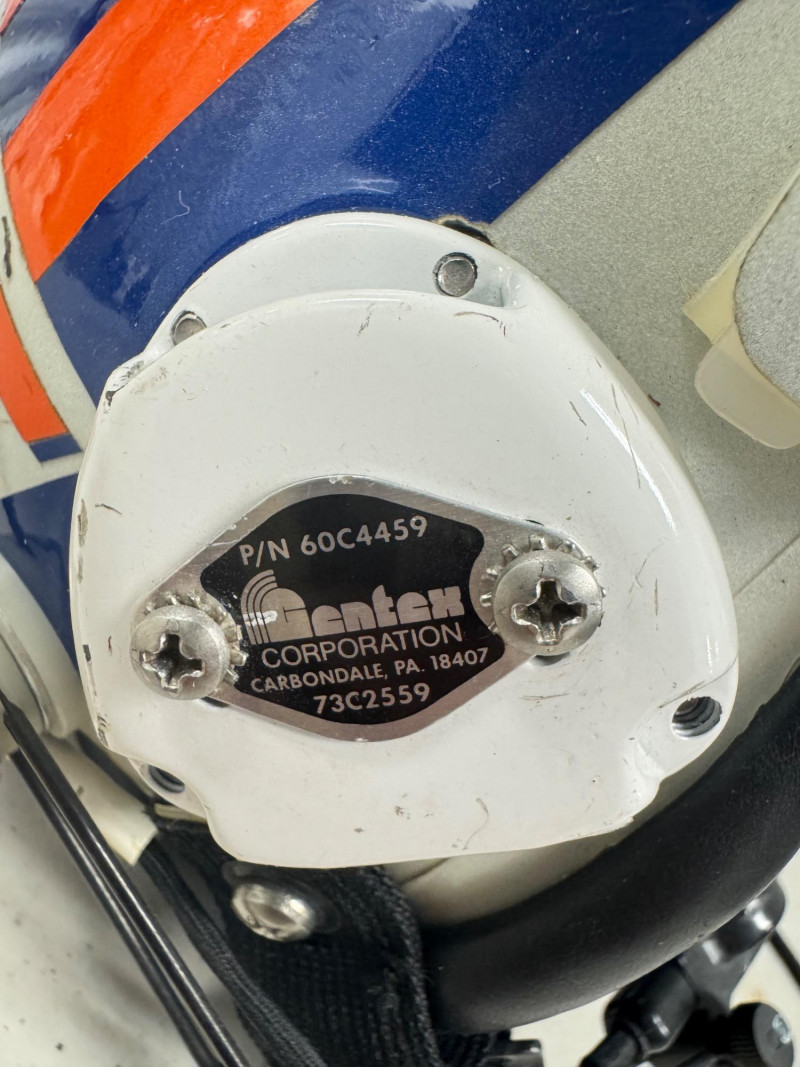 P/N 60C4459
Gentex
CORPORATION
CARBONDALE, PA. 18407
73C2559